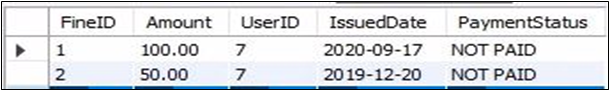 FineID Amount UserID IssuedDate PaymentStatus
1 100.00 7 2020-09-17 NOT PAID
2 50.00 7 2019-12-20 NOT PAID